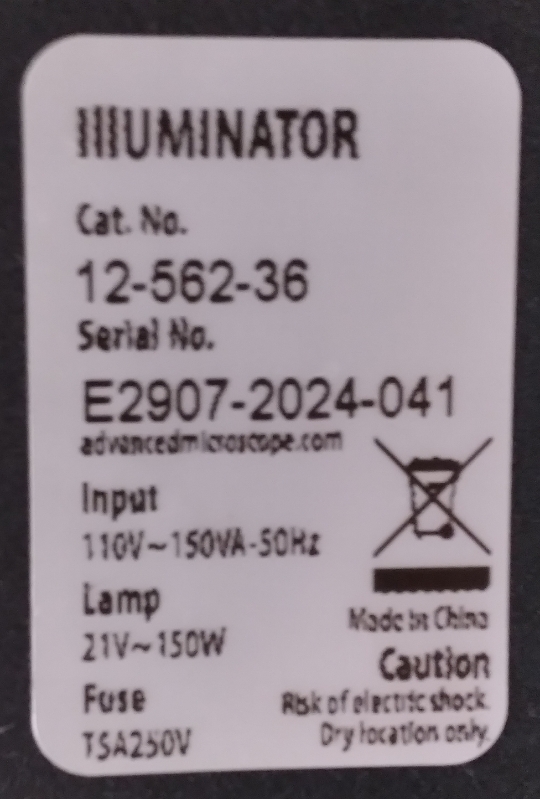 ILLUMINATOR
Cat. No.
12-562-36
Serial No.
E2907-2024-041
advancedmicroscope.com
Input
110V~150VA-50Hz
Lamp
21V~150W
Fuse
Made in China
Caution
Risk of electric shock.
Dry location only.